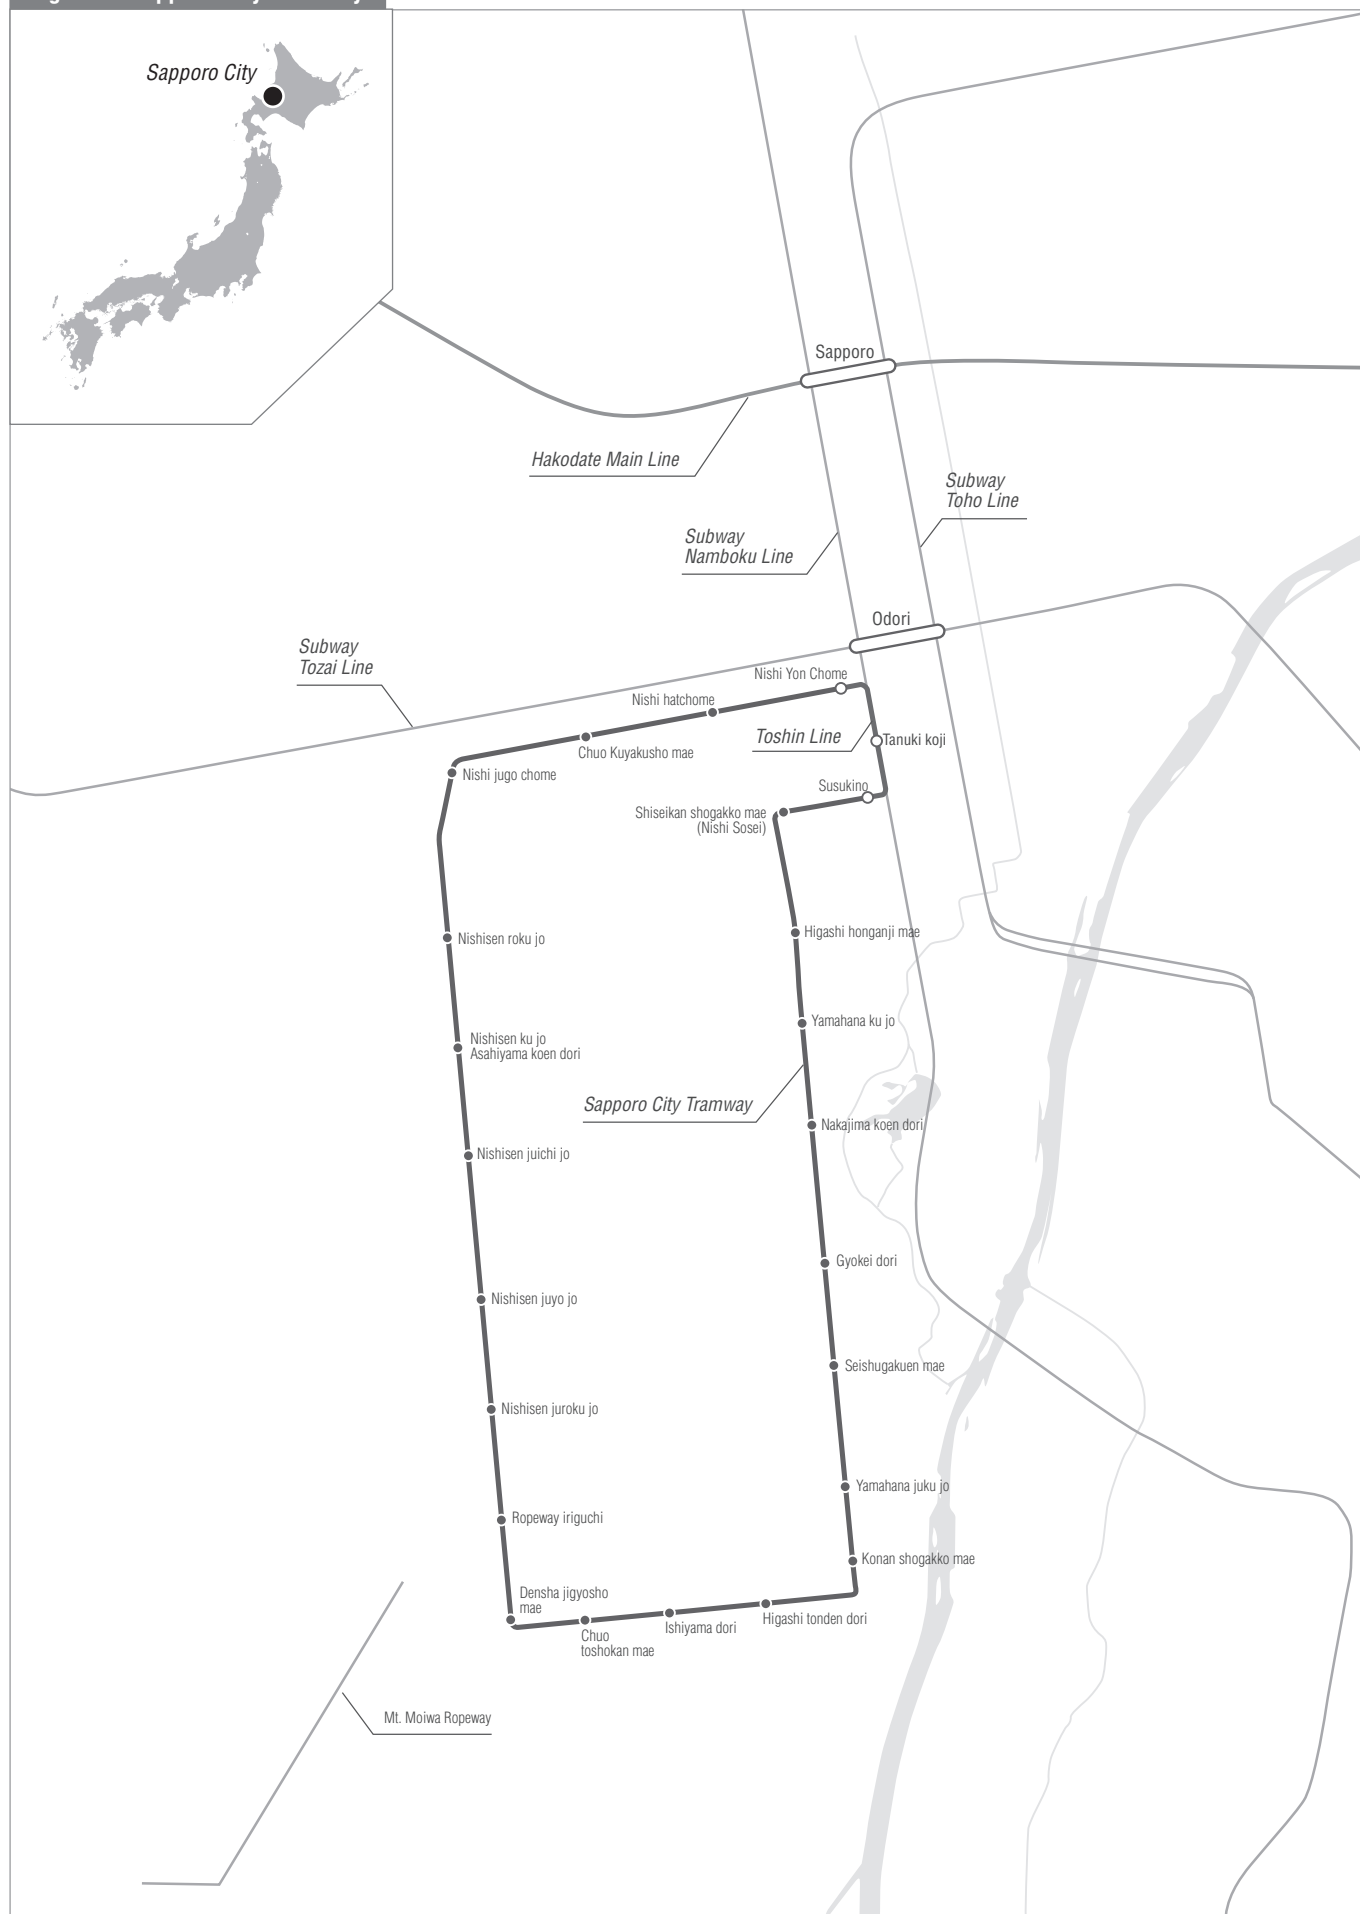 Sapporo City
Sapporo
Hakodate Main Line
Subway
Toho Line
Subway
Namboku Line
Odori
Subway
Tozai Line
Nishi Yon Chome
Nishi hatchome
Toshin Line
Tanuki koji
Chuo Kuyakusho mae
Nishi jugo chome
Susukino
Shiseikan shogakko mae
(Nishi Sosei)
Higashi honganji mae
Nishisen roku jo
Yamahana ku jo
Nishisen ku jo
Asahiyama koen dori
Sapporo City Tramway
Nakajima koen dori
Nishisen juichi jo
Gyokei dori
Nishisen juyo jo
Seishugakuen mae
Nishisen juroku jo
Yamahana juku jo
Ropeway iriguchi
Konan shogakko mae
Densha jigyosho
mae
Higashi tonden dori
Ishiyama dori
Chuo
toshokan mae
Mt. Moiwa Ropeway